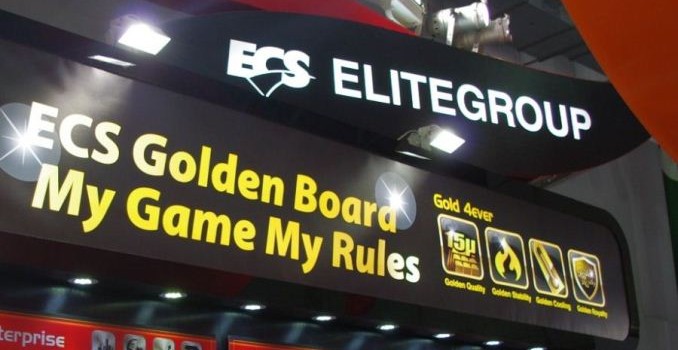 ECS ELITEGROUP
ECS Golden Board
My Game My Rules
Gold 4ever
15µ
Golden Quality Golden Stability Golden Cooling Golden Royalty
terprise